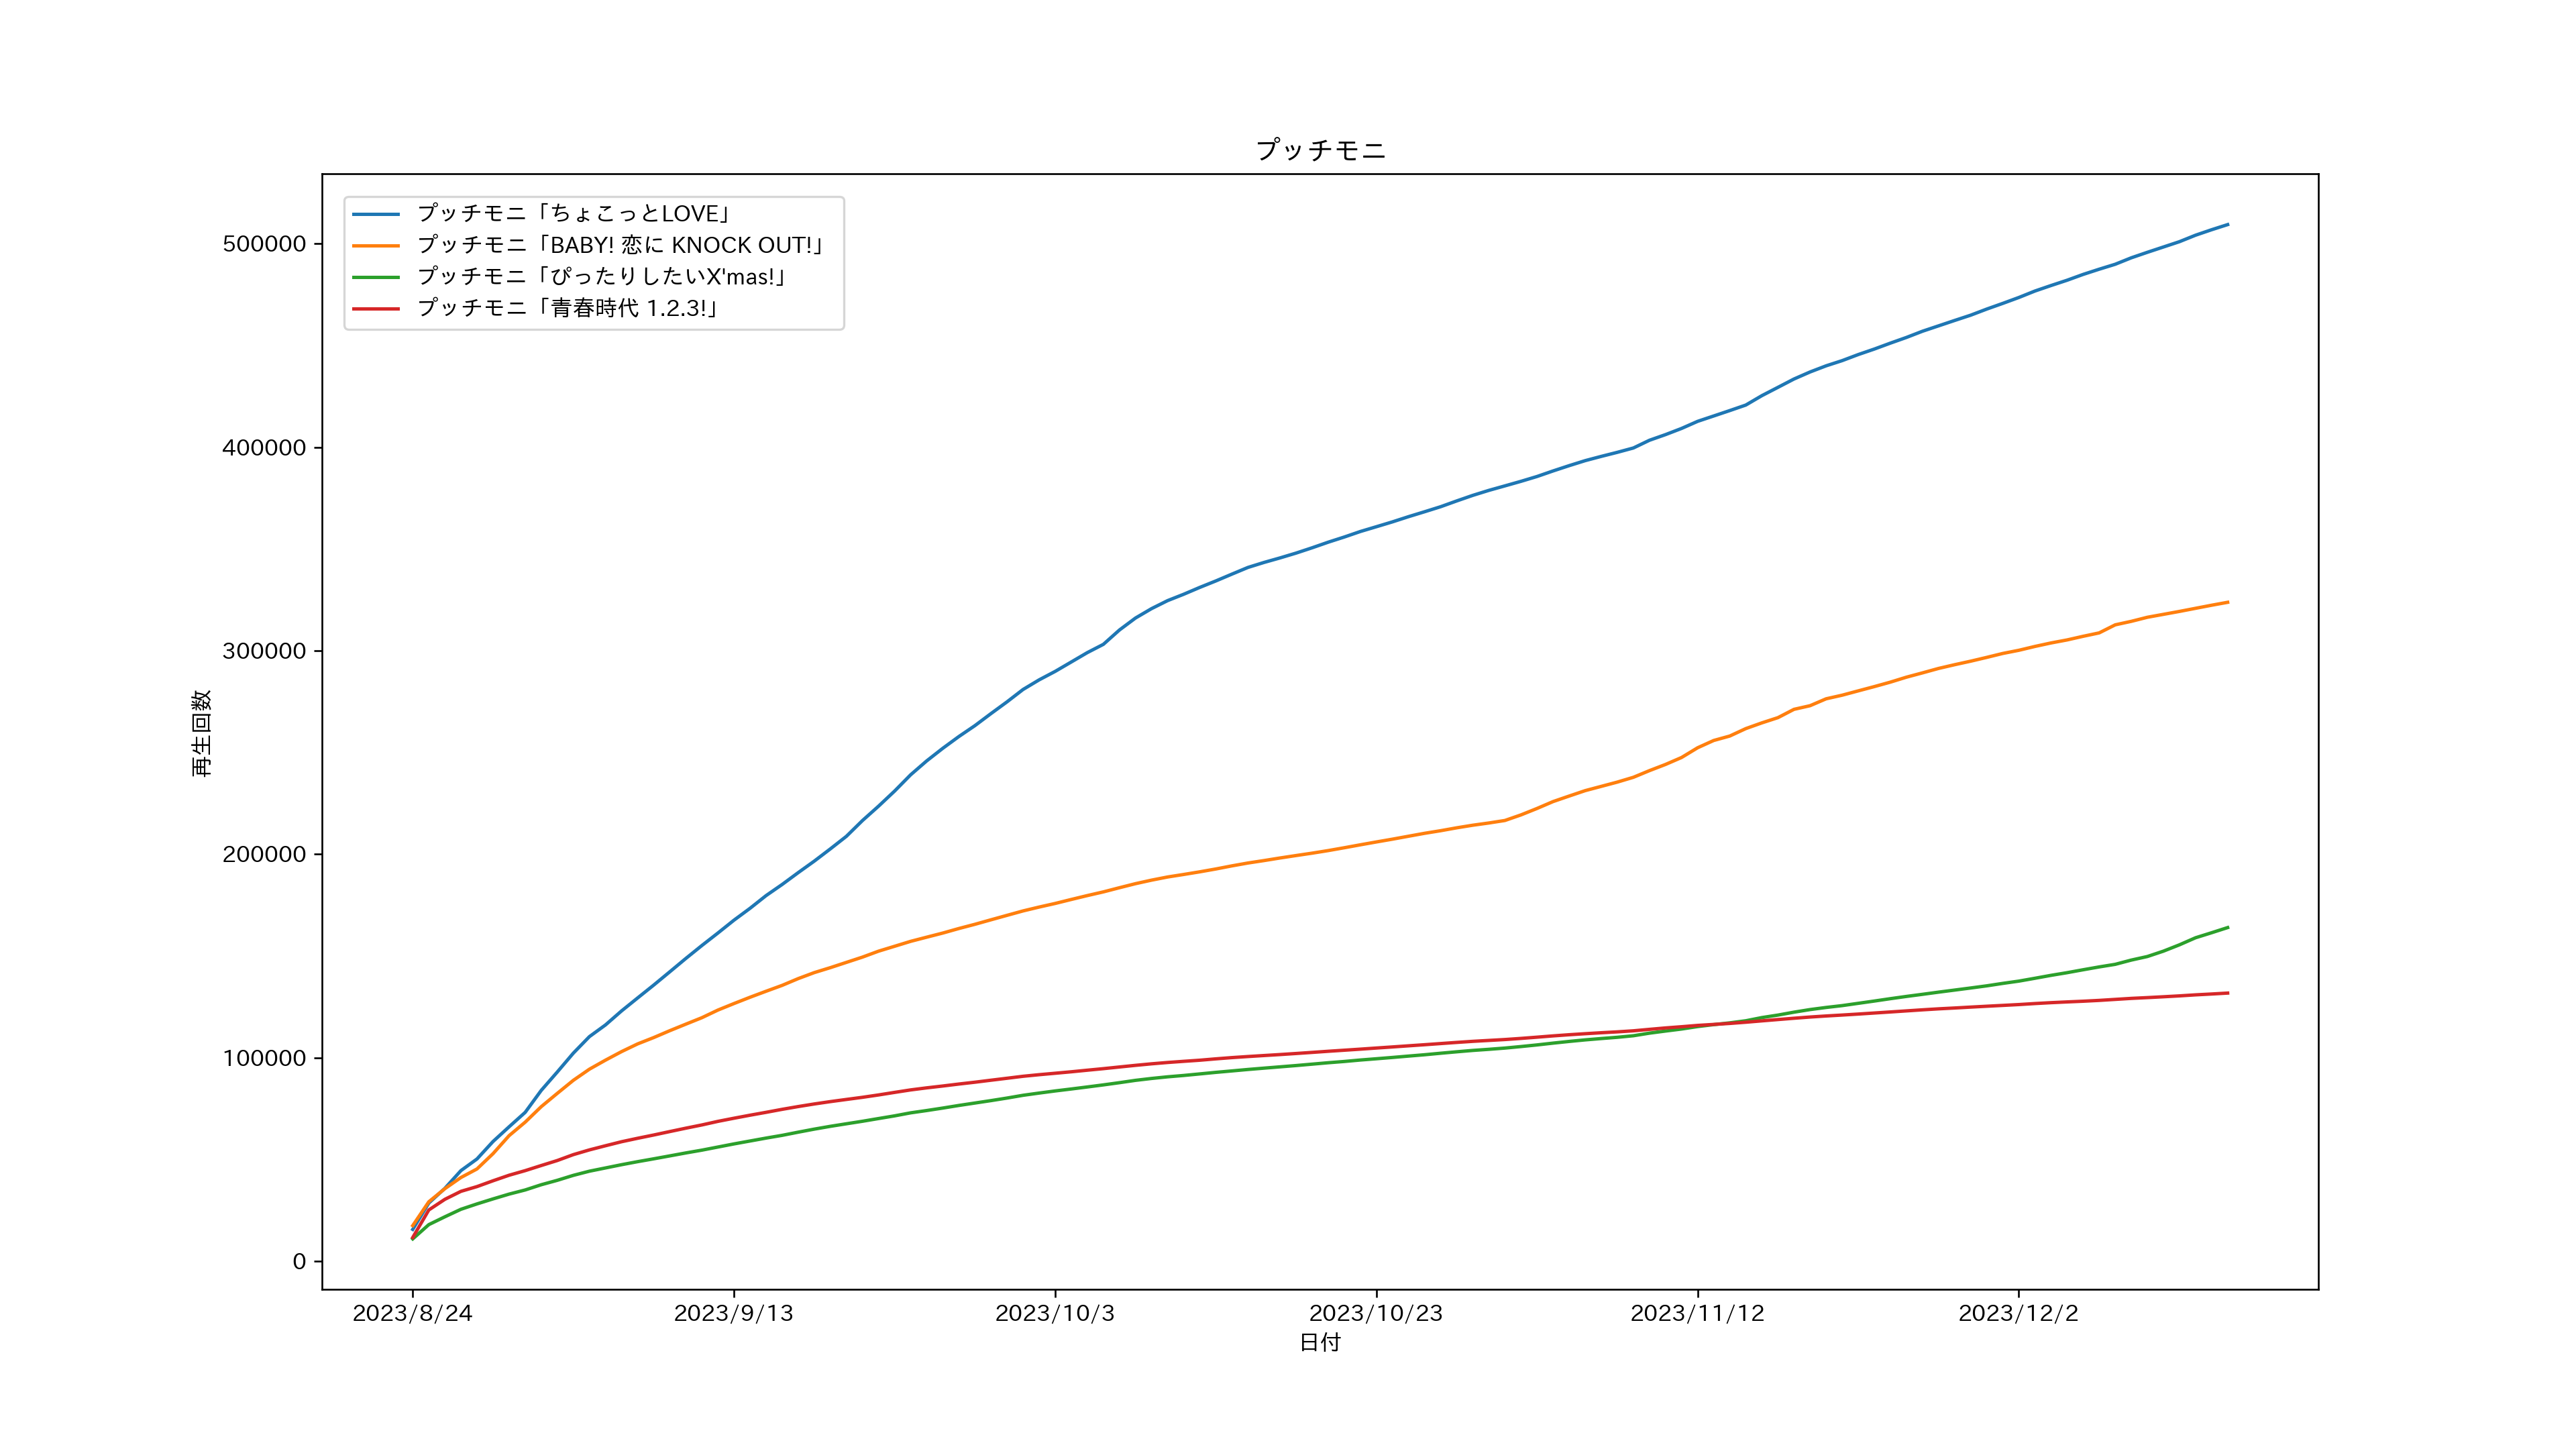 プッチモニ
プッチモニ「ちょこっとLOVE」
プッチモニ「BABY! 恋に KNOCK OUT!」
プッチモニ「ぴったりしたいX'mas!」
プッチモニ「青春時代 1.2.3!」
再生回数
500000
400000
300000
200000
100000
0
2023/8/24 2023/9/13 2023/10/3 2023/10/23 2023/11/12 2023/12/2
日付